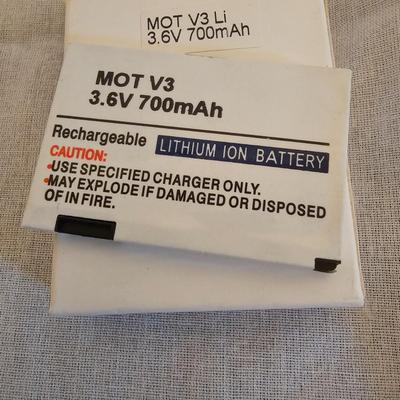 MOT V3 Li
3.6V 700mAh
MOT V3
3.6V 700mAh
Rechargeable LITHIUM ION BATTERY
CAUTION:
•USE SPECIFIED CHARGER ONLY.
•MAY EXPLODE IF DAMAGED OR DISPOSED
OF IN FIRE.